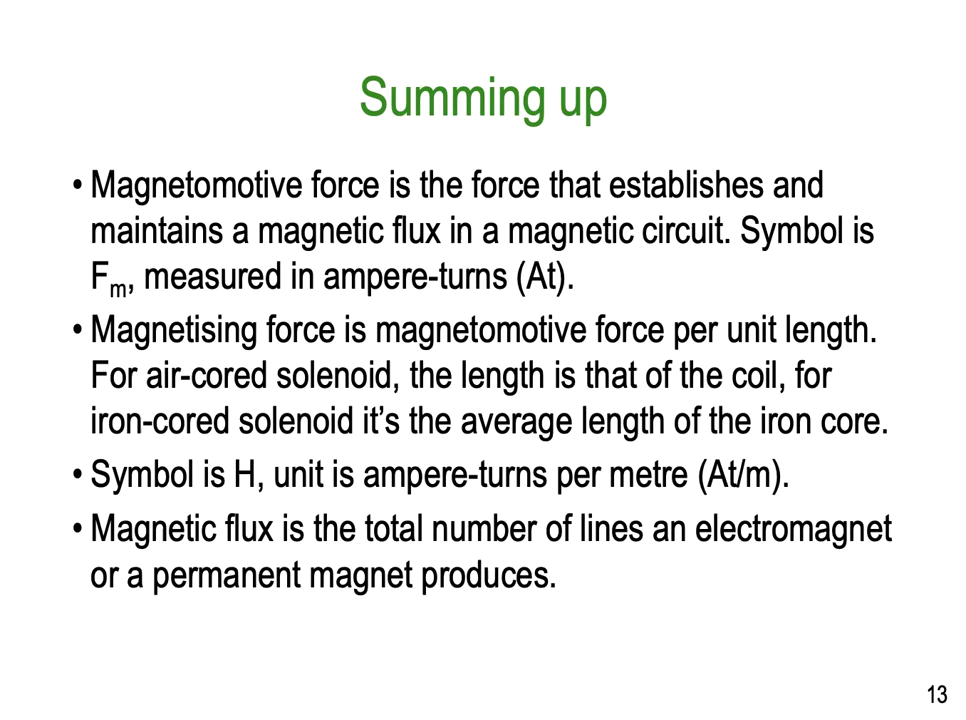 Summing up
• Magnetomotive force is the force that establishes and
maintains a magnetic flux in a magnetic circuit. Symbol is
Fm, measured in ampere-turns (At).
• Magnetising force is magnetomotive force per unit length.
For air-cored solenoid, the length is that of the coil, for
iron-cored solenoid it’s the average length of the iron core.
• Symbol is H, unit is ampere-turns per metre (At/m).
• Magnetic flux is the total number of lines an electromagnet
or a permanent magnet produces.
13